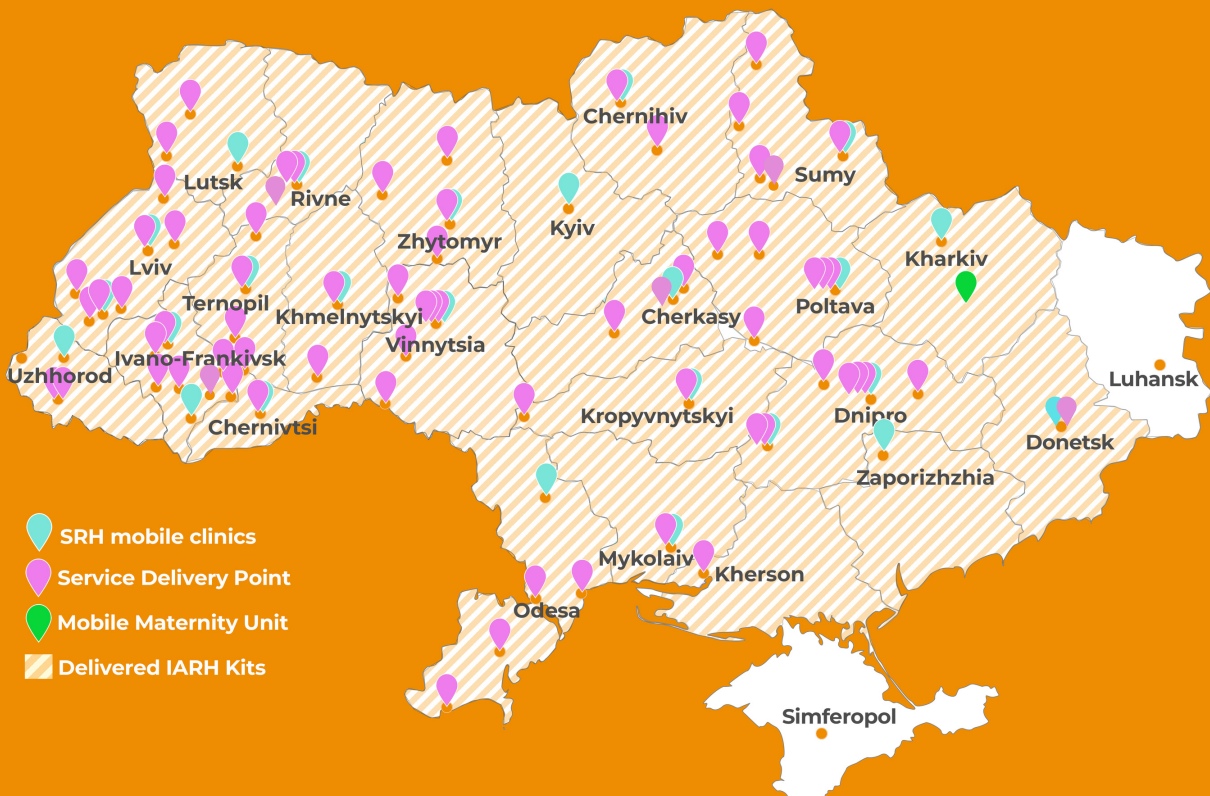 Chernihiv
Sumy
Lutsk
Rivne
Kyiv
Zhytomyr
Kharkiv
Lviv
Ternopil
Khmelnytskyi
Cherkasy
Poltava
Vinnytsia
Ivano-Frankivsk
Uzhhorod
Luhansk
Chernivtsi
Kropyvnytskyi
Dnipro
Donetsk
Zaporizhzhia
SRH mobile clinics
Mykolaiv
Kherson
Service Delivery Point
Odesa
Mobile Maternity Unit
Delivered IARH Kits
Simferopol